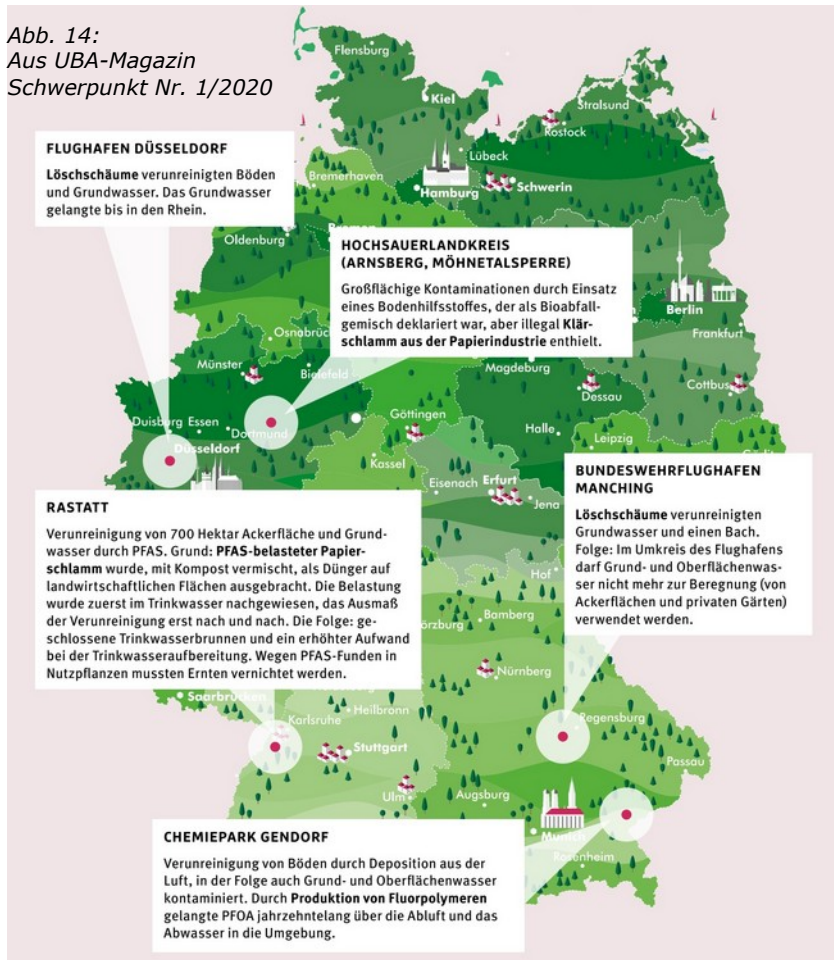 Abb. 14:
Aus UBA-Magazin
Schwerpunkt Nr. 1/2020
Flensburg
Kiel
Stralsund
Rostock
Lübeck
FLUGHAFEN DÜSSELDORF
Löschschäume verunreinigten Böden
und Grundwasser. Das Grundwasser
gelangte bis in den Rhein.
Bremerhaven
Hamburg
Schwerin
Bremen
Oldenburg
HOCHSAUERLANDKREIS
(ARNSBERG, MÖHNETALSPERRE)
Großflächige Kontaminationen durch Einsatz
eines Bodenhilfsstoffes, der als Bioabfall-
gemisch deklariert war, aber illegal Klär-
schlamm aus der Papierindustrie enthielt.
Berlin
Frankfurt
Osnabrück
Münster
Bielefeld
Magdeburg
Dessau
Cottbus
Göttingen
Duisburg Essen
Dortmund
Halle
Leipzig
Düsseldorf
Kassel
Görlitz
Eisenach
Erfurt
Jena
RASTATT
Verunreinigung von 700 Hektar Ackerfläche und Grund-
wasser durch PFAS. Grund: PFAS-belasteter Papier-
schlamm wurde, mit Kompost vermischt, als Dünger auf
landwirtschaftlichen Flächen ausgebracht. Die Belastung
wurde zuerst im Trinkwasser nachgewiesen, das Ausmaß
der Verunreinigung erst nach und nach. Die Folge: ge-
schlossene Trinkwasserbrunnen und ein erhöhter Aufwand
bei der Trinkwasseraufbereitung. Wegen PFAS-Funden in
Nutzpflanzen mussten Ernten vernichtet werden.
BUNDESWEHRFLUGHAFEN
MANCHING
Löschschäume verunreinigten
Grundwasser und einen Bach.
Folge: Im Umkreis des Flughafens
darf Grund- und Oberflächenwas-
ser nicht mehr zur Beregnung (von
Ackerflächen und privaten Gärten)
verwendet werden.
Hof
Bamberg
Nürnberg
Saarbrücken
Heilbronn
Karlsruhe
Regensburg
Stuttgart
Passau
Ulm
Augsburg
Munich
Rosenheim
CHEMIEPARK GENDORF
Verunreinigung von Böden durch Deposition aus der
Luft, in der Folge auch Grund- und Oberflächenwasser
kontaminiert. Durch Produktion von Fluorpolymeren
gelangte PFOA jahrzehntelang über die Abluft und das
Abwasser in die Umgebung.